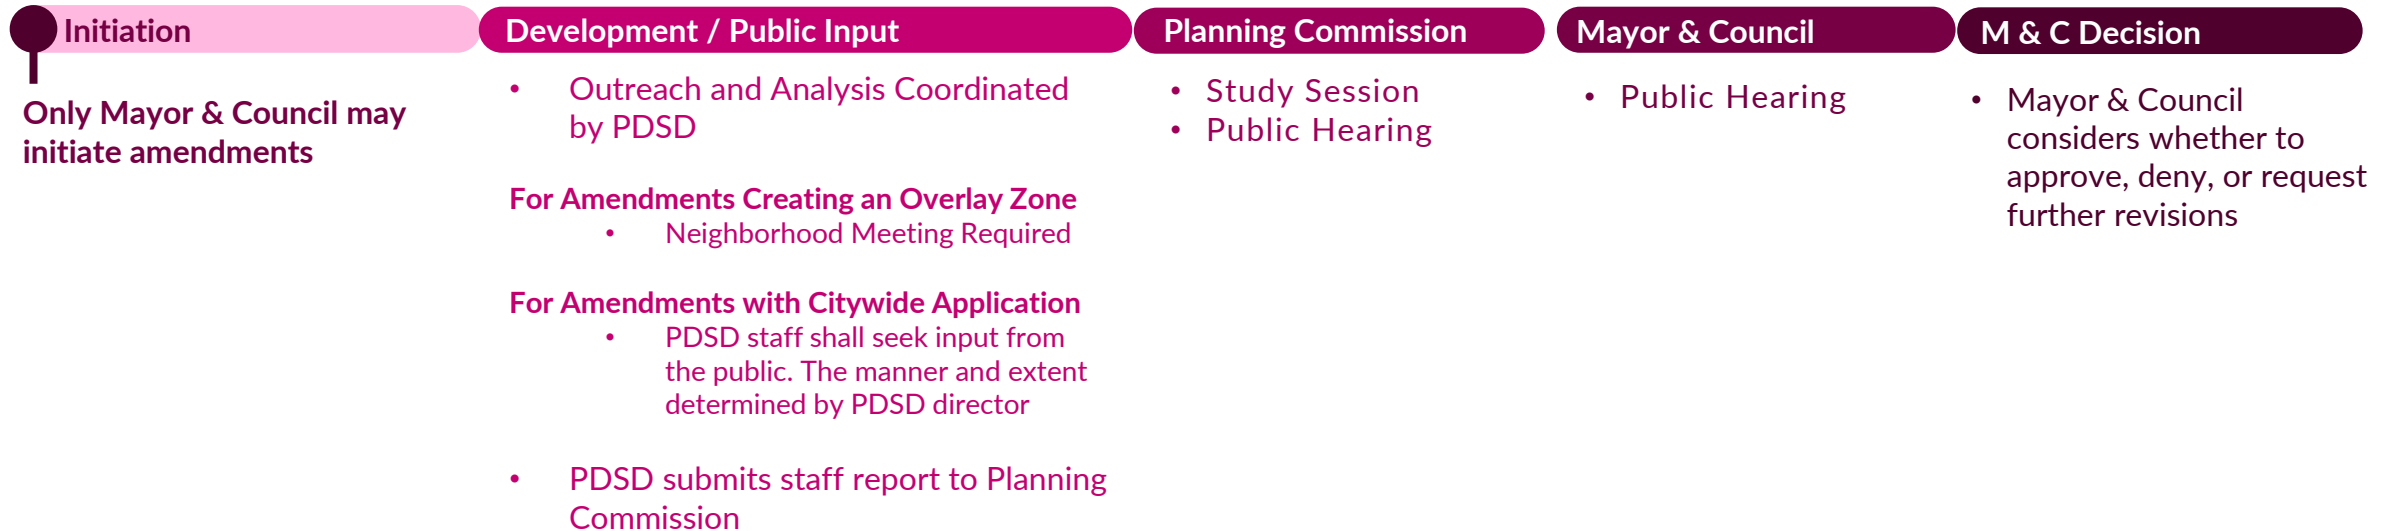 Initiation
Only Mayor & Council may
initiate amendments
Development / Public Input
• Outreach and Analysis Coordinated
by PDSD
For Amendments Creating an Overlay Zone
• Neighborhood Meeting Required
For Amendments with Citywide Application
• PDSD staff shall seek input from
the public. The manner and extent
determined by PDSD director
• PDSD submits staff report to Planning
Commission
Planning Commission
• Study Session
• Public Hearing
Mayor & Council
• Public Hearing
M & C Decision
• Mayor & Council
considers whether to
approve, deny, or request
further revisions